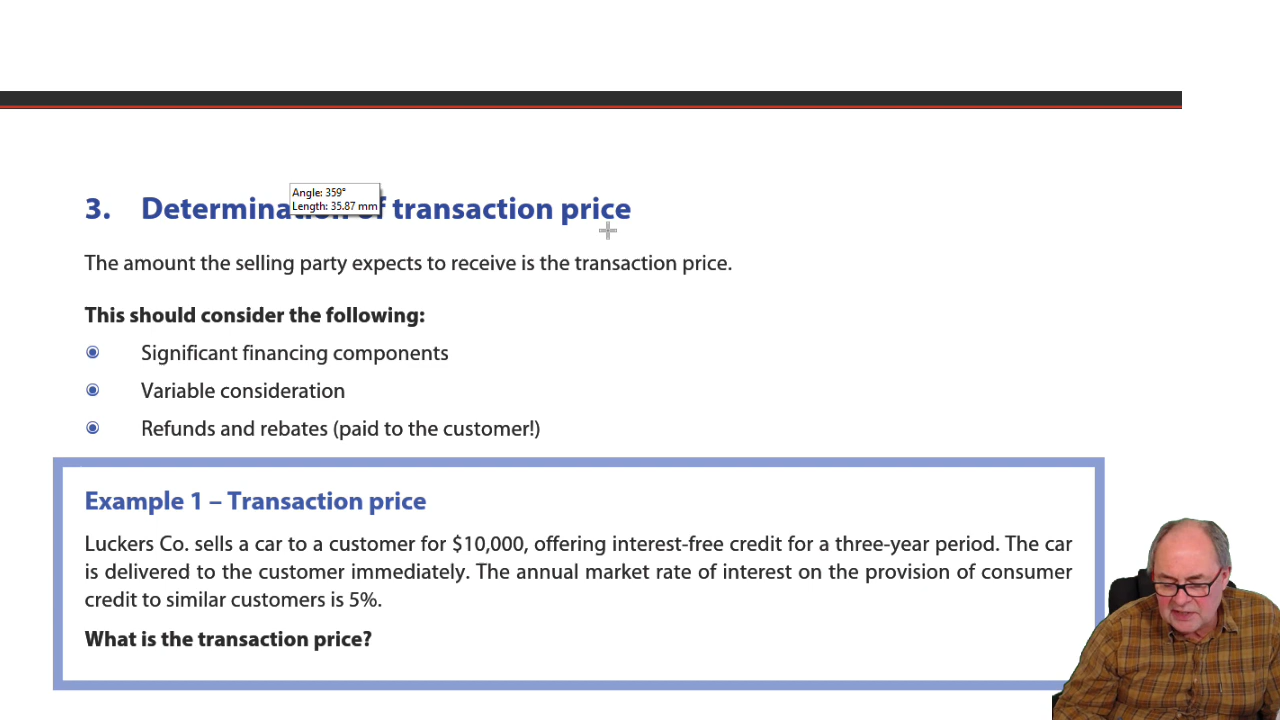 Angle: 359°
Length: 35.87 mm
3. Determination of transaction price
The amount the selling party expects to receive is the transaction price.
This should consider the following:
Significant financing components
Variable consideration
Refunds and rebates (paid to the customer!)
Example 1 – Transaction price
Luckers Co. sells a car to a customer for $10,000, offering interest-free credit for a three-year period. The car
is delivered to the customer immediately. The annual market rate of interest on the provision of consumer
credit to similar customers is 5%.
What is the transaction price?